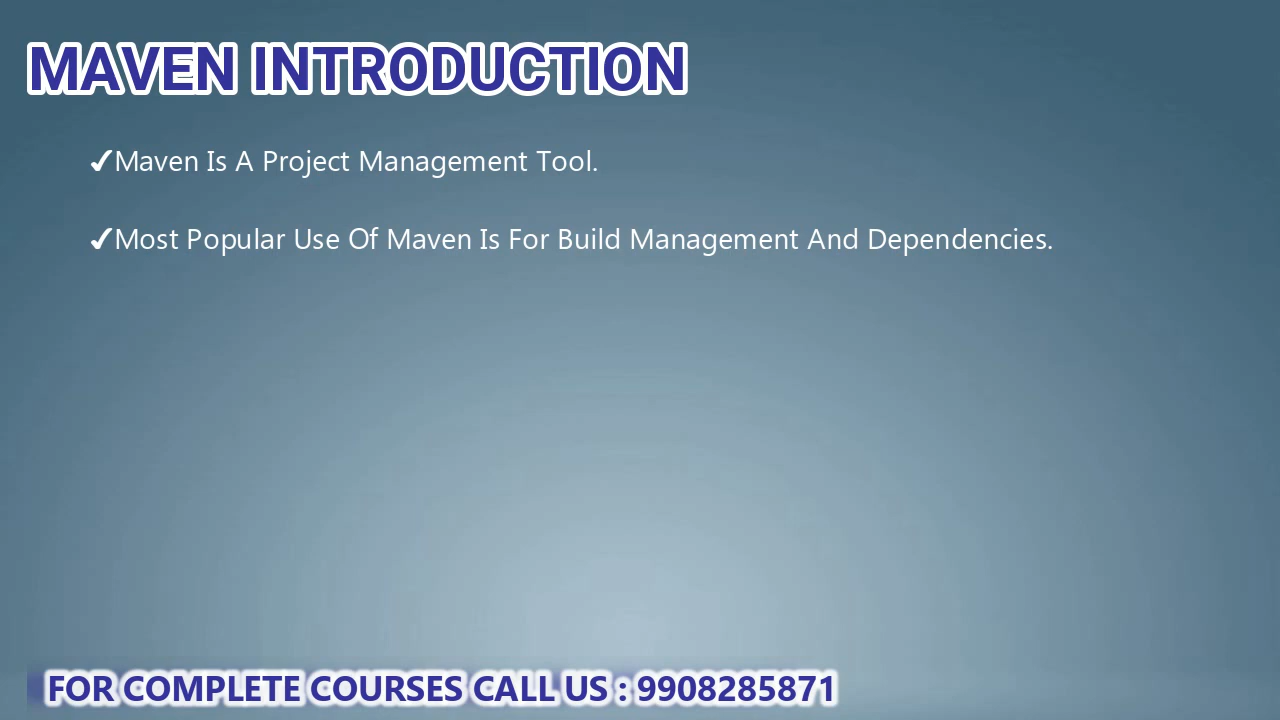 MAVEN INTRODUCTION
✓Maven Is A Project Management Tool.
✓Most Popular Use Of Maven Is For Build Management And Dependencies.
FOR COMPLETE COURSES CALL US : 9908285871